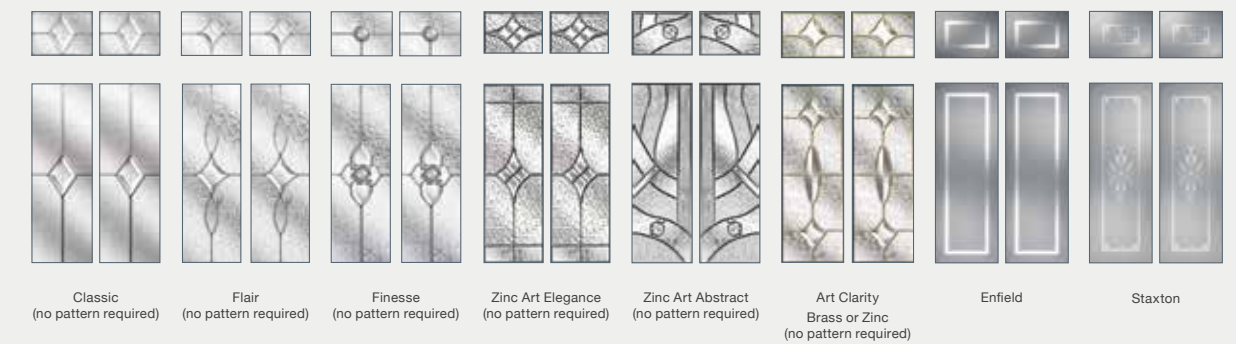 Classic
(no pattern required)
Flair
(no pattern required)
Finesse
(no pattern required)
Zinc Art Elegance
(no pattern required)
Zinc Art Abstract
(no pattern required)
Art Clarity
Brass or Zinc
(no pattern required)
Enfield
Staxton